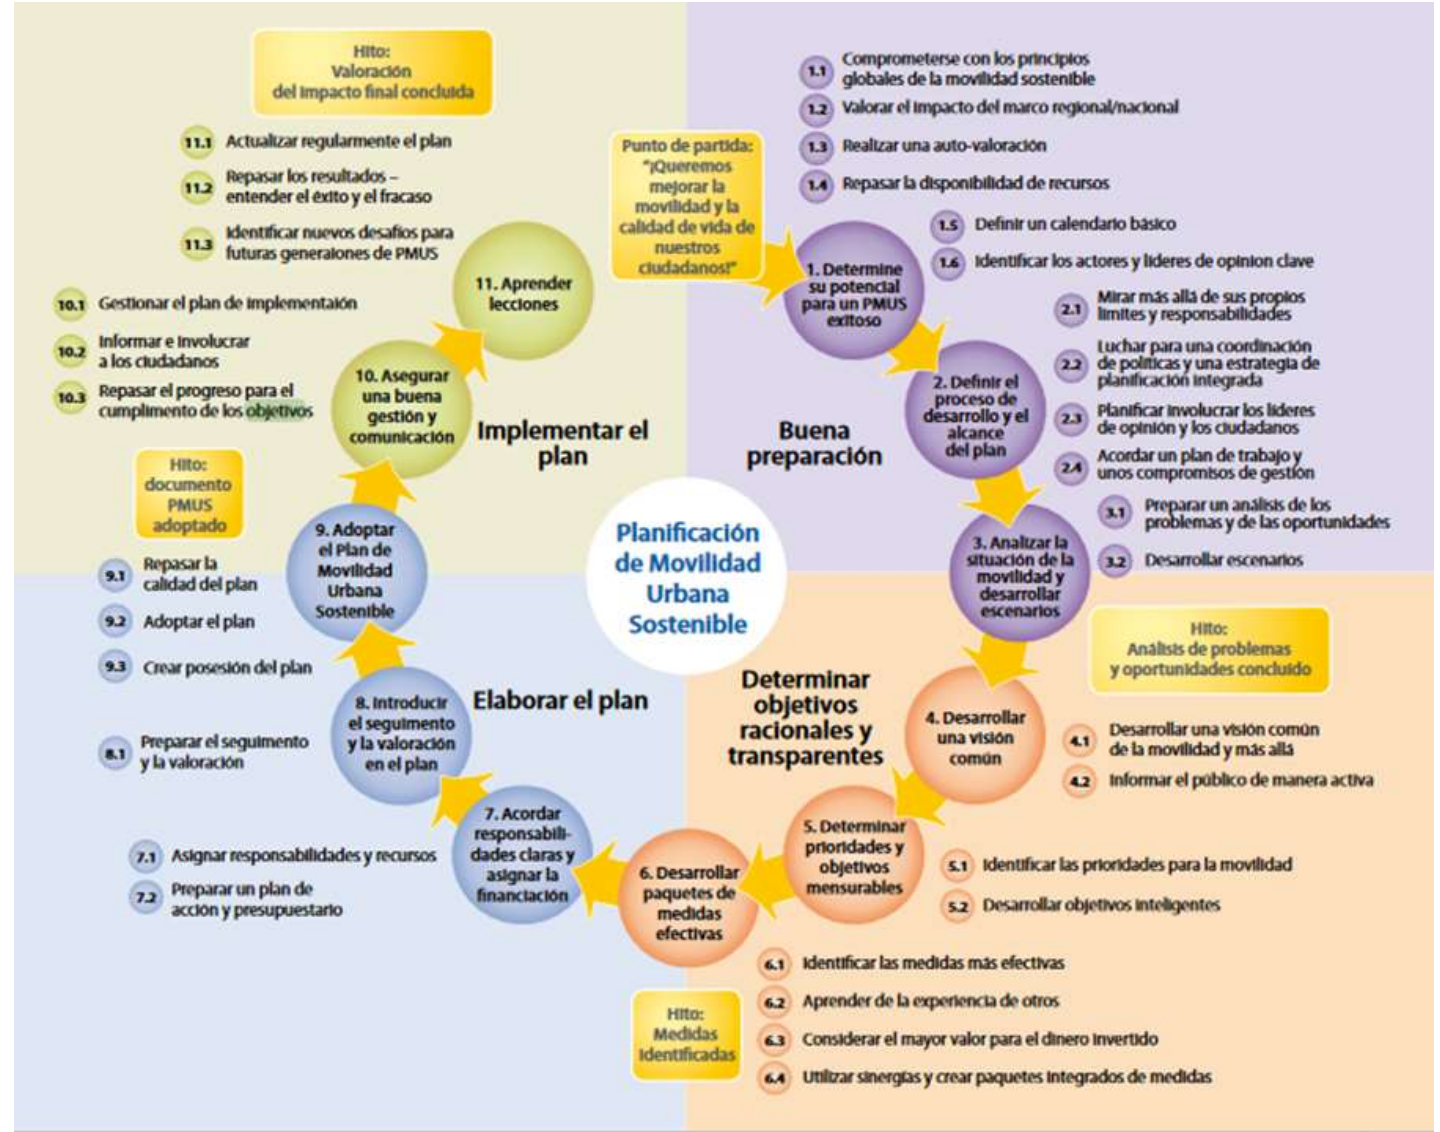 Hito:
Valoración
del impacto final concluida
11.1 Actualizar regularmente el plan
11.2 Repasar los resultados –
entender el éxito y el fracaso
11.3 Identificar nuevos desafíos para
futuras generaiones de PMUS
11. Aprender
lecciones
10.1 Gestionar el plan de implementaión
10.2 Informar e involucrar
a los ciudadanos
10.3 Repasar el progreso para el
cumplimento de los objetivos
10. Asegurar
una buena
gestión y
comunicación
Implementar el
plan
Punto de partida:
"¡Queremos
mejorar la
movilidad y la
calidad de vida de
nuestros
ciudadanos!"
1.1 Comprometerse con los principios
globales de la movilidad sostenible
1.2 Valorar el impacto del marco regional/nacional
1.3 Realizar una auto-valoración
1.4 Repasar la disponibilidad de recursos
1.5 Definir un calendario básico
1.6 Identificar los actores y líderes de opinion clave
1. Determine
su potencial
para un PMUS
exitoso
2.1 Mirar más allá de sus propios
límites y responsabilidades
2.2 Luchar para una coordinación
de políticas y una estrategia de
planificación integrada
2.3 Planificar involucrar los líderes
de opinión y los ciudadanos
2.4 Acordar un plan de trabajo y
unos compromisos de gestión
2. Definir el
proceso de
desarrollo y el
alcance
del plan
Buena
preparación
3.1 Preparar un análisis de los
problemas y de las oportunidades
3.2 Desarrollar escenarios
3. Analizar la
situación de la
movilidad y
desarrollar
escenarios
Hito:
documento
PMUS
adoptado
9. Adoptar
el Plan de
Movilidad
Urbana
Sostenible
9.1 Repasar la
calidad del plan
9.2 Adoptar el plan
9.3 Crear posesión del plan
Planificación
de Movilidad
Urbana
Sostenible
Hito:
Análisis de problemas
y oportunidades concluido
Determinar
objetivos
racionales y
transparentes
4. Desarrollar
una visión
común
4.1 Desarrollar una visión común
de la movilidad y más allá
4.2 Informar el público de manera activa
Elaborar el plan
8. Introducir
el seguimento
y la valoración
en el plan
8.1 Preparar el seguimento
y la valoración
5. Determinar
prioridades y
objetivos
mensurables
5.1 Identificar las prioridades para la movilidad
5.2 Desarrollar objetivos inteligentes
7. Acordar
responsabili-
dades claras y
asignar la
financiación
7.1 Asignar responsabilidades y recursos
7.2 Preparar un plan de
acción y presupuestario
6. Desarrollar
paquetes de
medidas
efectivas
6.1 Identificar las medidas más efectivas
6.2 Aprender de la experiencia de otros
6.3 Considerar el mayor valor para el dinero invertido
6.4 Utilizar sinergías y crear paquetes integrados de medidas
Hito:
Medidas
identificadas